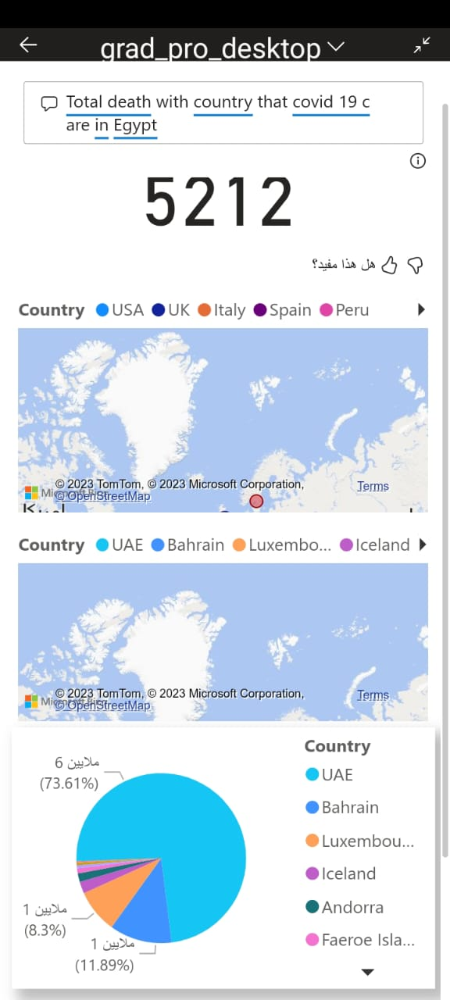 grad_pro_desktop
Total death with country that covid 19 c
are in Egypt
5212
هل هذا مفيد؟
Country USA UK Italy Spain Peru
© 2023 TomTom, © 2023 Microsoft Corporation,
© OpenStreetMap
Terms
Country UAE Bahrain Luxembo... Iceland
© 2023 TomTom, © 2023 Microsoft Corporation,
© OpenStreetMap
Terms
6 ملايين
(73.61%)
1 ملايين
(8.3%)
1 ملايين
(11.89%)
Country
UAE
Bahrain
Luxembou...
Iceland
Andorra
Faeroe Isla...